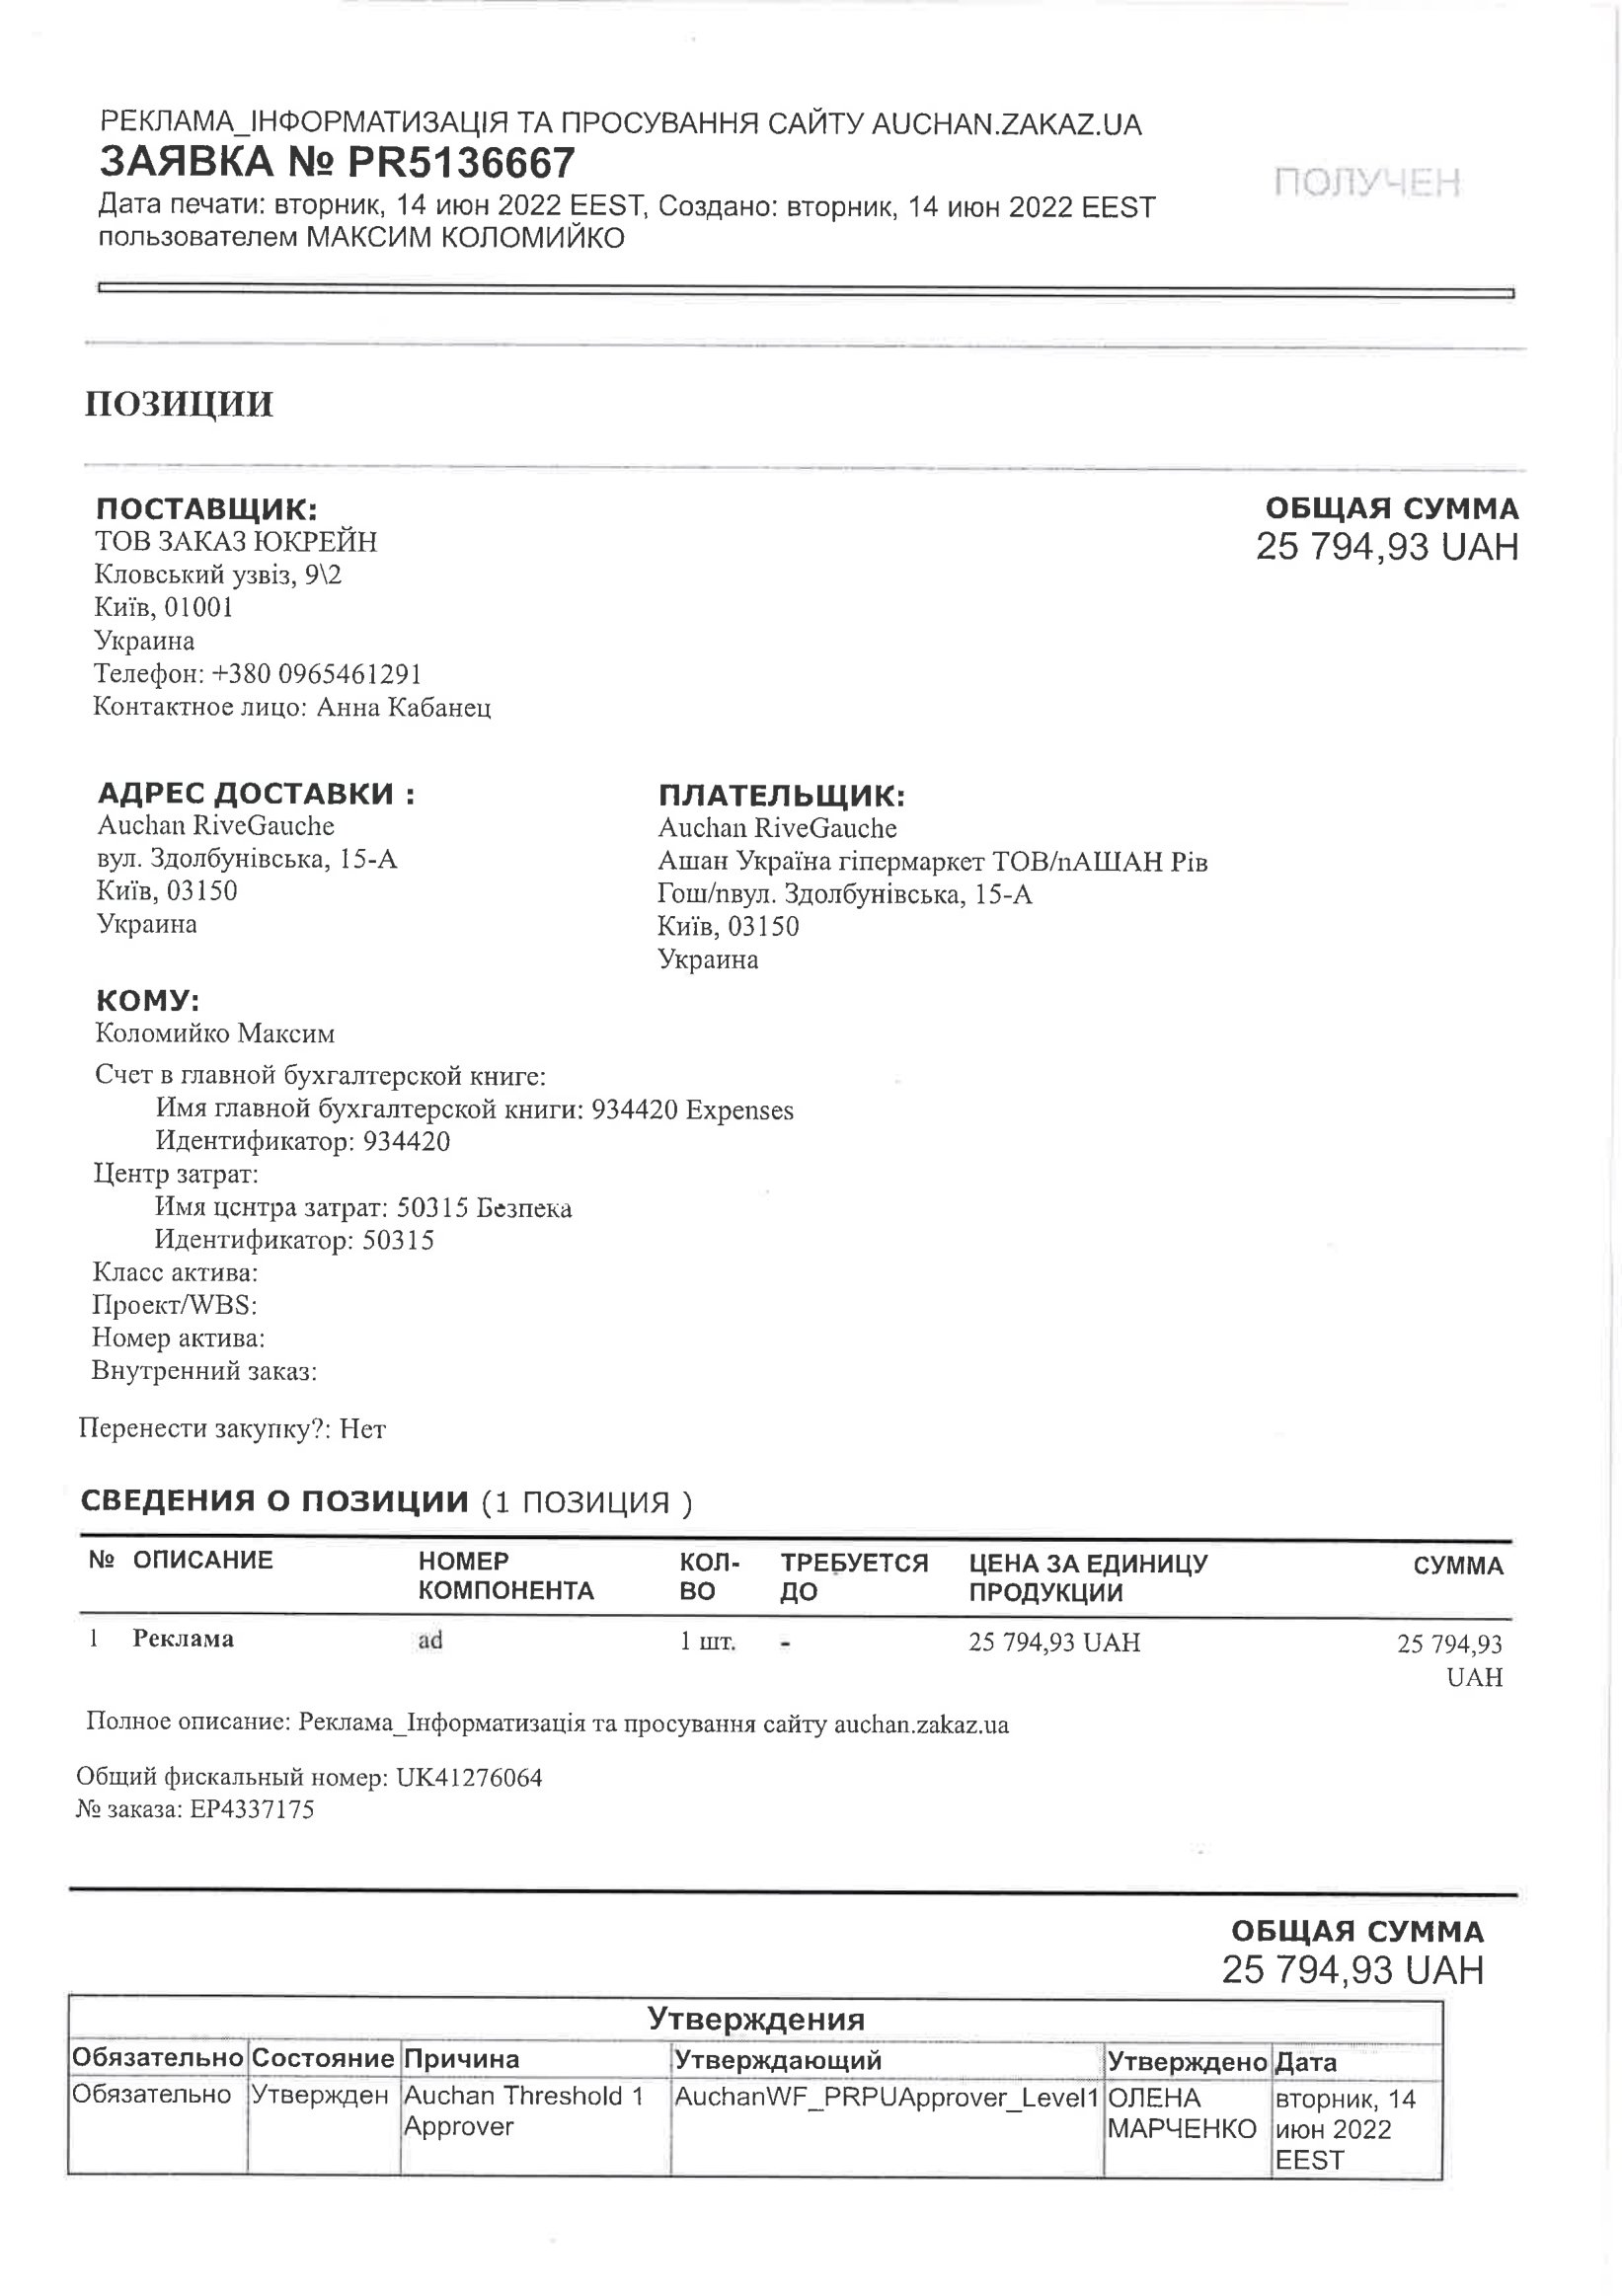 РЕКЛАМА_ІНФОРМАТИЗАЦІЯ ТА ПРОСУВАННЯ САЙТУ AUCHAN.ZAKAZ.UA
ЗАЯВКА № PR5136667
ПОЛУЧЕН
Дата печати: вторник, 14 июн 2022 EEST, Создано: вторник, 14 июн 2022 EEST
пользователем МАКСИМ КОЛОМИЙКО
ПОЗИЦИИ
ПОСТАВЩИК:
ТОВ ЗАКАЗ ЮКРЕЙН
Кловський узвіз, 9\2
Київ, 01001
Украина
Телефон: +380 0965461291
Контактное лицо: Анна Кабанец
ОБЩАЯ СУММА
25 794,93 UAH
АДРЕС ДОСТАВКИ :
Auchan RiveGauche
вул. Здолбунівська, 15-А
Київ, 03150
Украина
ПЛАТЕЛЬЩИК:
Auchan RiveGauche
Ашан Україна гіпермаркет ТОВ/nАШАН Рів
Гош/nвул. Здолбунівська, 15-А
Київ, 03150
Украина
КОМУ:
Коломийко Максим
Счет в главной бухгалтерской книге:
Имя главной бухгалтерской книги: 934420 Expenses
Идентификатор: 934420
Центр затрат:
Имя центра затрат: 50315 Безпека
Идентификатор: 50315
Класс актива:
Проект/WBS:
Номер актива:
Внутренний заказ:
Перенести закупку?: Нет
СВЕДЕНИЯ О ПОЗИЦИИ (1 ПОЗИЦИЯ )
№ ОПИСАНИЕ НОМЕР КОЛ- ТРЕБУЕТСЯ ЦЕНА ЗА ЕДИНИЦУ СУММА
КОМПОНЕНТА ВО ДО ПРОДУКЦИИ
1 Реклама ad 1 шт. - 25 794,93 UAH 25 794,93
UAH
Полное описание: Реклама_Інформатизація та просування сайту auchan.zakaz.ua
Общий фискальный номер: UK41276064
№ заказа: EP4337175
ОБЩАЯ СУММА
25 794,93 UAH
Утверждения
Обязательно Состояние Причина Утверждающий Утверждено Дата
Обязательно Утвержден Auchan Threshold 1 AuchanWF_PRPUApprover_Level1 ОЛЕНА вторник, 14
Approver МАРЧЕНКО июн 2022
EEST